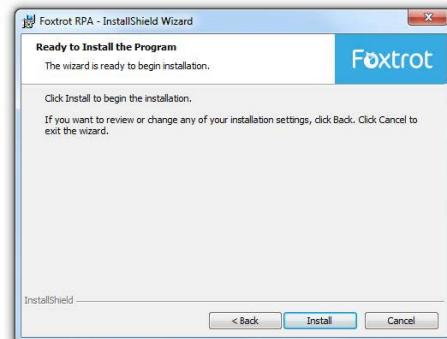 Foxtrot RPA - InstallShield Wizard
Ready to Install the Program
The wizard is ready to begin installation.
Foxtrot
Click Install to begin the installation.
If you want to review or change any of your installation settings, click Back. Click Cancel to
exit the wizard.
InstallShield
< Back
Install
Cancel